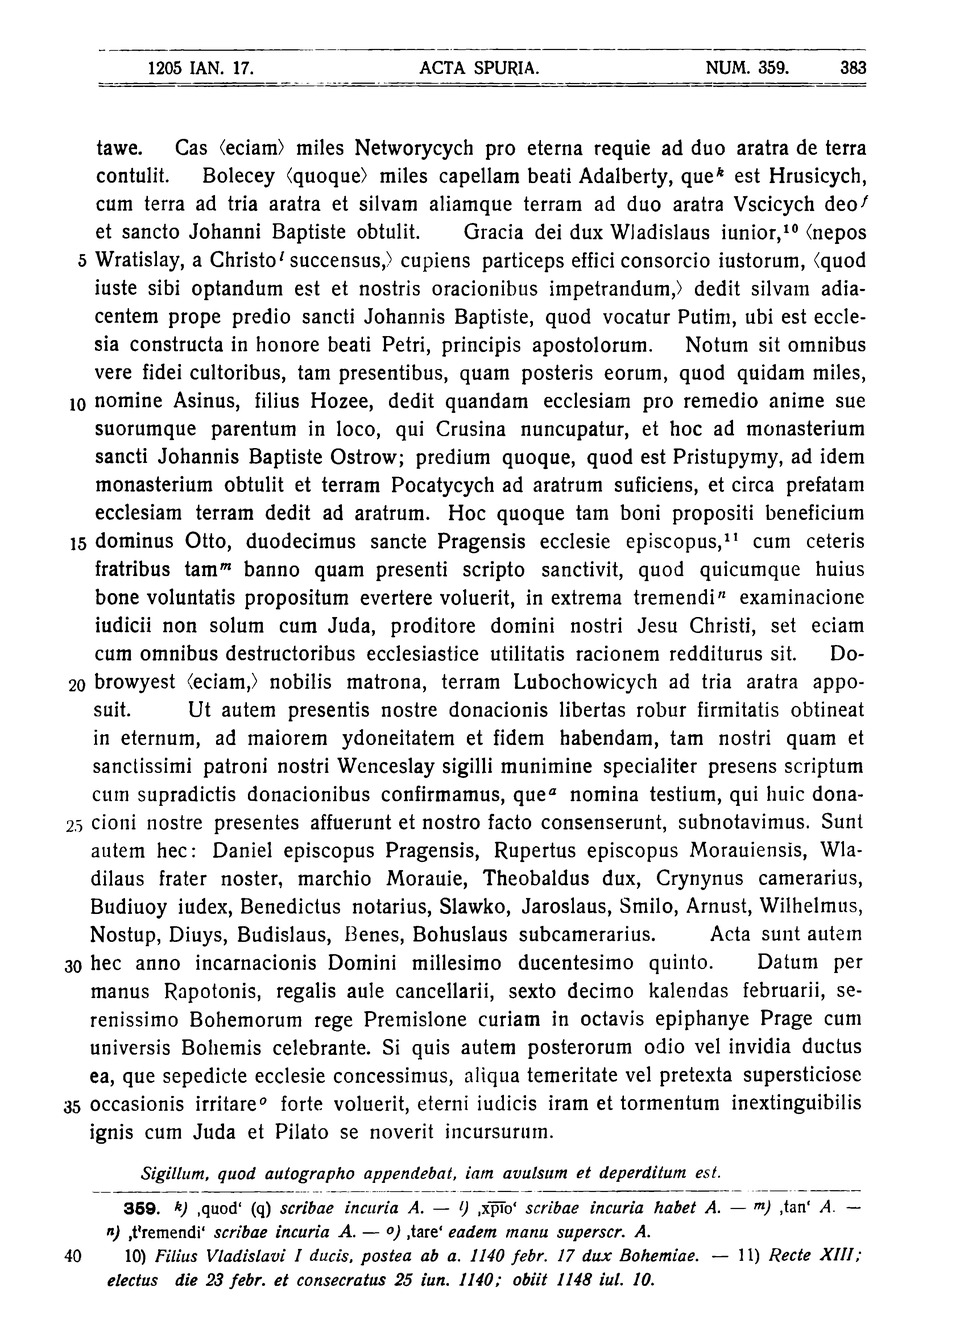 1205 IAN. 17. ACTA SPURIA. NUM. 359. 383
tawe. Cas ⟨eciam⟩ miles Networycych pro eterna requie ad duo aratra de terra
contulit. Bolecey ⟨quoque⟩ miles capellam beati Adalberty, que k est Hrusicych,
cum terra ad tria aratra et silvam aliamque terram ad duo aratra Vscicych deo f
et sancto Johanni Baptiste obtulit. Gracia dei dux Wladislaus iunior,¹⁰ ⟨nepos
5 Wratislay, a Christo l succensus,⟩ cupiens particeps effici consorcio iustorum, ⟨quod
iuste sibi optandum est et nostris oracionibus impetrandum,⟩ dedit silvam adia-
centem prope predio sancti Johannis Baptiste, quod vocatur Putim, ubi est eccle-
sia constructa in honore beati Petri, principis apostolorum. Notum sit omnibus
vere fidei cultoribus, tam presentibus, quam posteris eorum, quod quidam miles,
10 nomine Asinus, filius Hozee, dedit quandam ecclesiam pro remedio anime sue
suorumque parentum in loco, qui Crusina nuncupatur, et hoc ad monasterium
sancti Johannis Baptiste Ostrow; predium quoque, quod est Pristupymy, ad idem
monasterium obtulit et terram Pocatycych ad aratrum suficiens, et circa prefatam
ecclesiam terram dedit ad aratrum. Hoc quoque tam boni propositi beneficium
15 dominus Otto, duodecimus sancte Pragensis ecclesie episcopus,¹¹ cum ceteris
fratribus tam m banno quam presenti scripto sanctivit, quod quicumque huius
bone voluntatis propositum evertere voluerit, in extrema tremendi n examinacione
iudicii non solum cum Juda, proditore domini nostri Jesu Christi, set eciam
cum omnibus destructoribus ecclesiastice utilitatis racionem redditurus sit. Do-
20 browyest ⟨eciam,⟩ nobilis matrona, terram Lubochowicych ad tria aratra appo-
suit. Ut autem presentis nostre donacionis libertas robur firmitatis obtineat
in eternum, ad maiorem ydoneitatem et fidem habendam, tam nostri quam et
sanctissimi patroni nostri Wenceslay sigilli munimine specialiter presens scriptum
cum supradictis donacionibus confirmamus, que a nomina testium, qui huic dona-
25 cioni nostre presentes affuerunt et nostro facto consenserunt, subnotavimus. Sunt
autem hec: Daniel episcopus Pragensis, Rupertus episcopus Morauiensis, Wla-
dilaus frater noster, marchio Morauie, Theobaldus dux, Crynynus camerarius,
Budiuoy iudex, Benedictus notarius, Slawko, Jaroslaus, Smilo, Arnust, Wilhelmus,
Nostup, Diuys, Budislaus, Benes, Bohuslaus subcamerarius. Acta sunt autem
30 hec anno incarnacionis Domini millesimo ducentesimo quinto. Datum per
manus Rapotonis, regalis aule cancellarii, sexto decimo kalendas februarii, se-
renissimo Bohemorum rege Premislone curiam in octavis epiphanye Prage cum
universis Bohemis celebrante. Si quis autem posterorum odio vel invidia ductus
ea, que sepedicte ecclesie concessimus, aliqua temeritate vel pretexta supersticiose
35 occasionis irritare o forte voluerit, eterni iudicis iram et tormentum inextinguibilis
ignis cum Juda et Pilato se noverit incursurum.
Sigillum, quod autographo appendebat, iam avulsum et deperditum est.
359. k) ‚quod‘ (q) scribae incuria A. — l) ‚xp̄īo‘ scribae incuria habet A. — m) ‚tan‘ A. —
n) ‚t'remendi‘ scribae incuria A. — o) ‚tare‘ eadem manu superscr. A.
40 10) Filius Vladislavi I ducis, postea ab a. 1140 febr. 17 dux Bohemiae. — 11) Recte XIII;
electus die 23 febr. et consecratus 25 iun. 1140; obiit 1148 iul. 10.